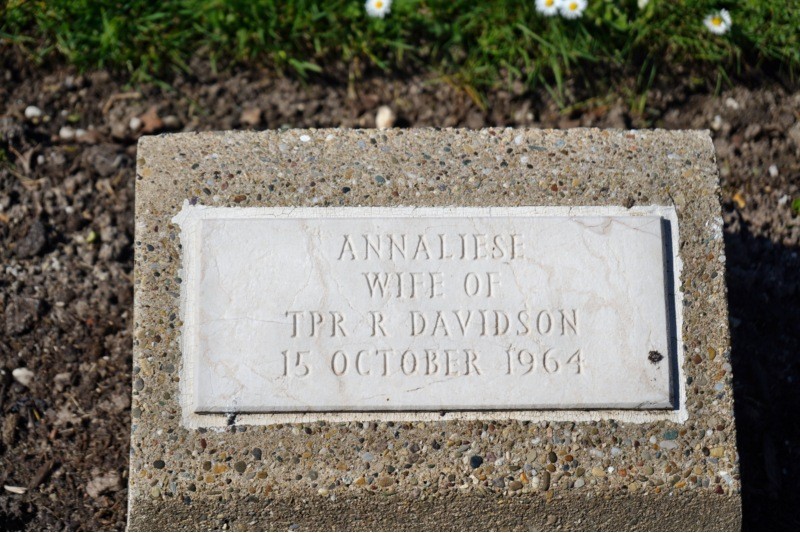 ANNALIESE
WIFE OF
TPR R DAVIDSON
15 OCTOBER 1964